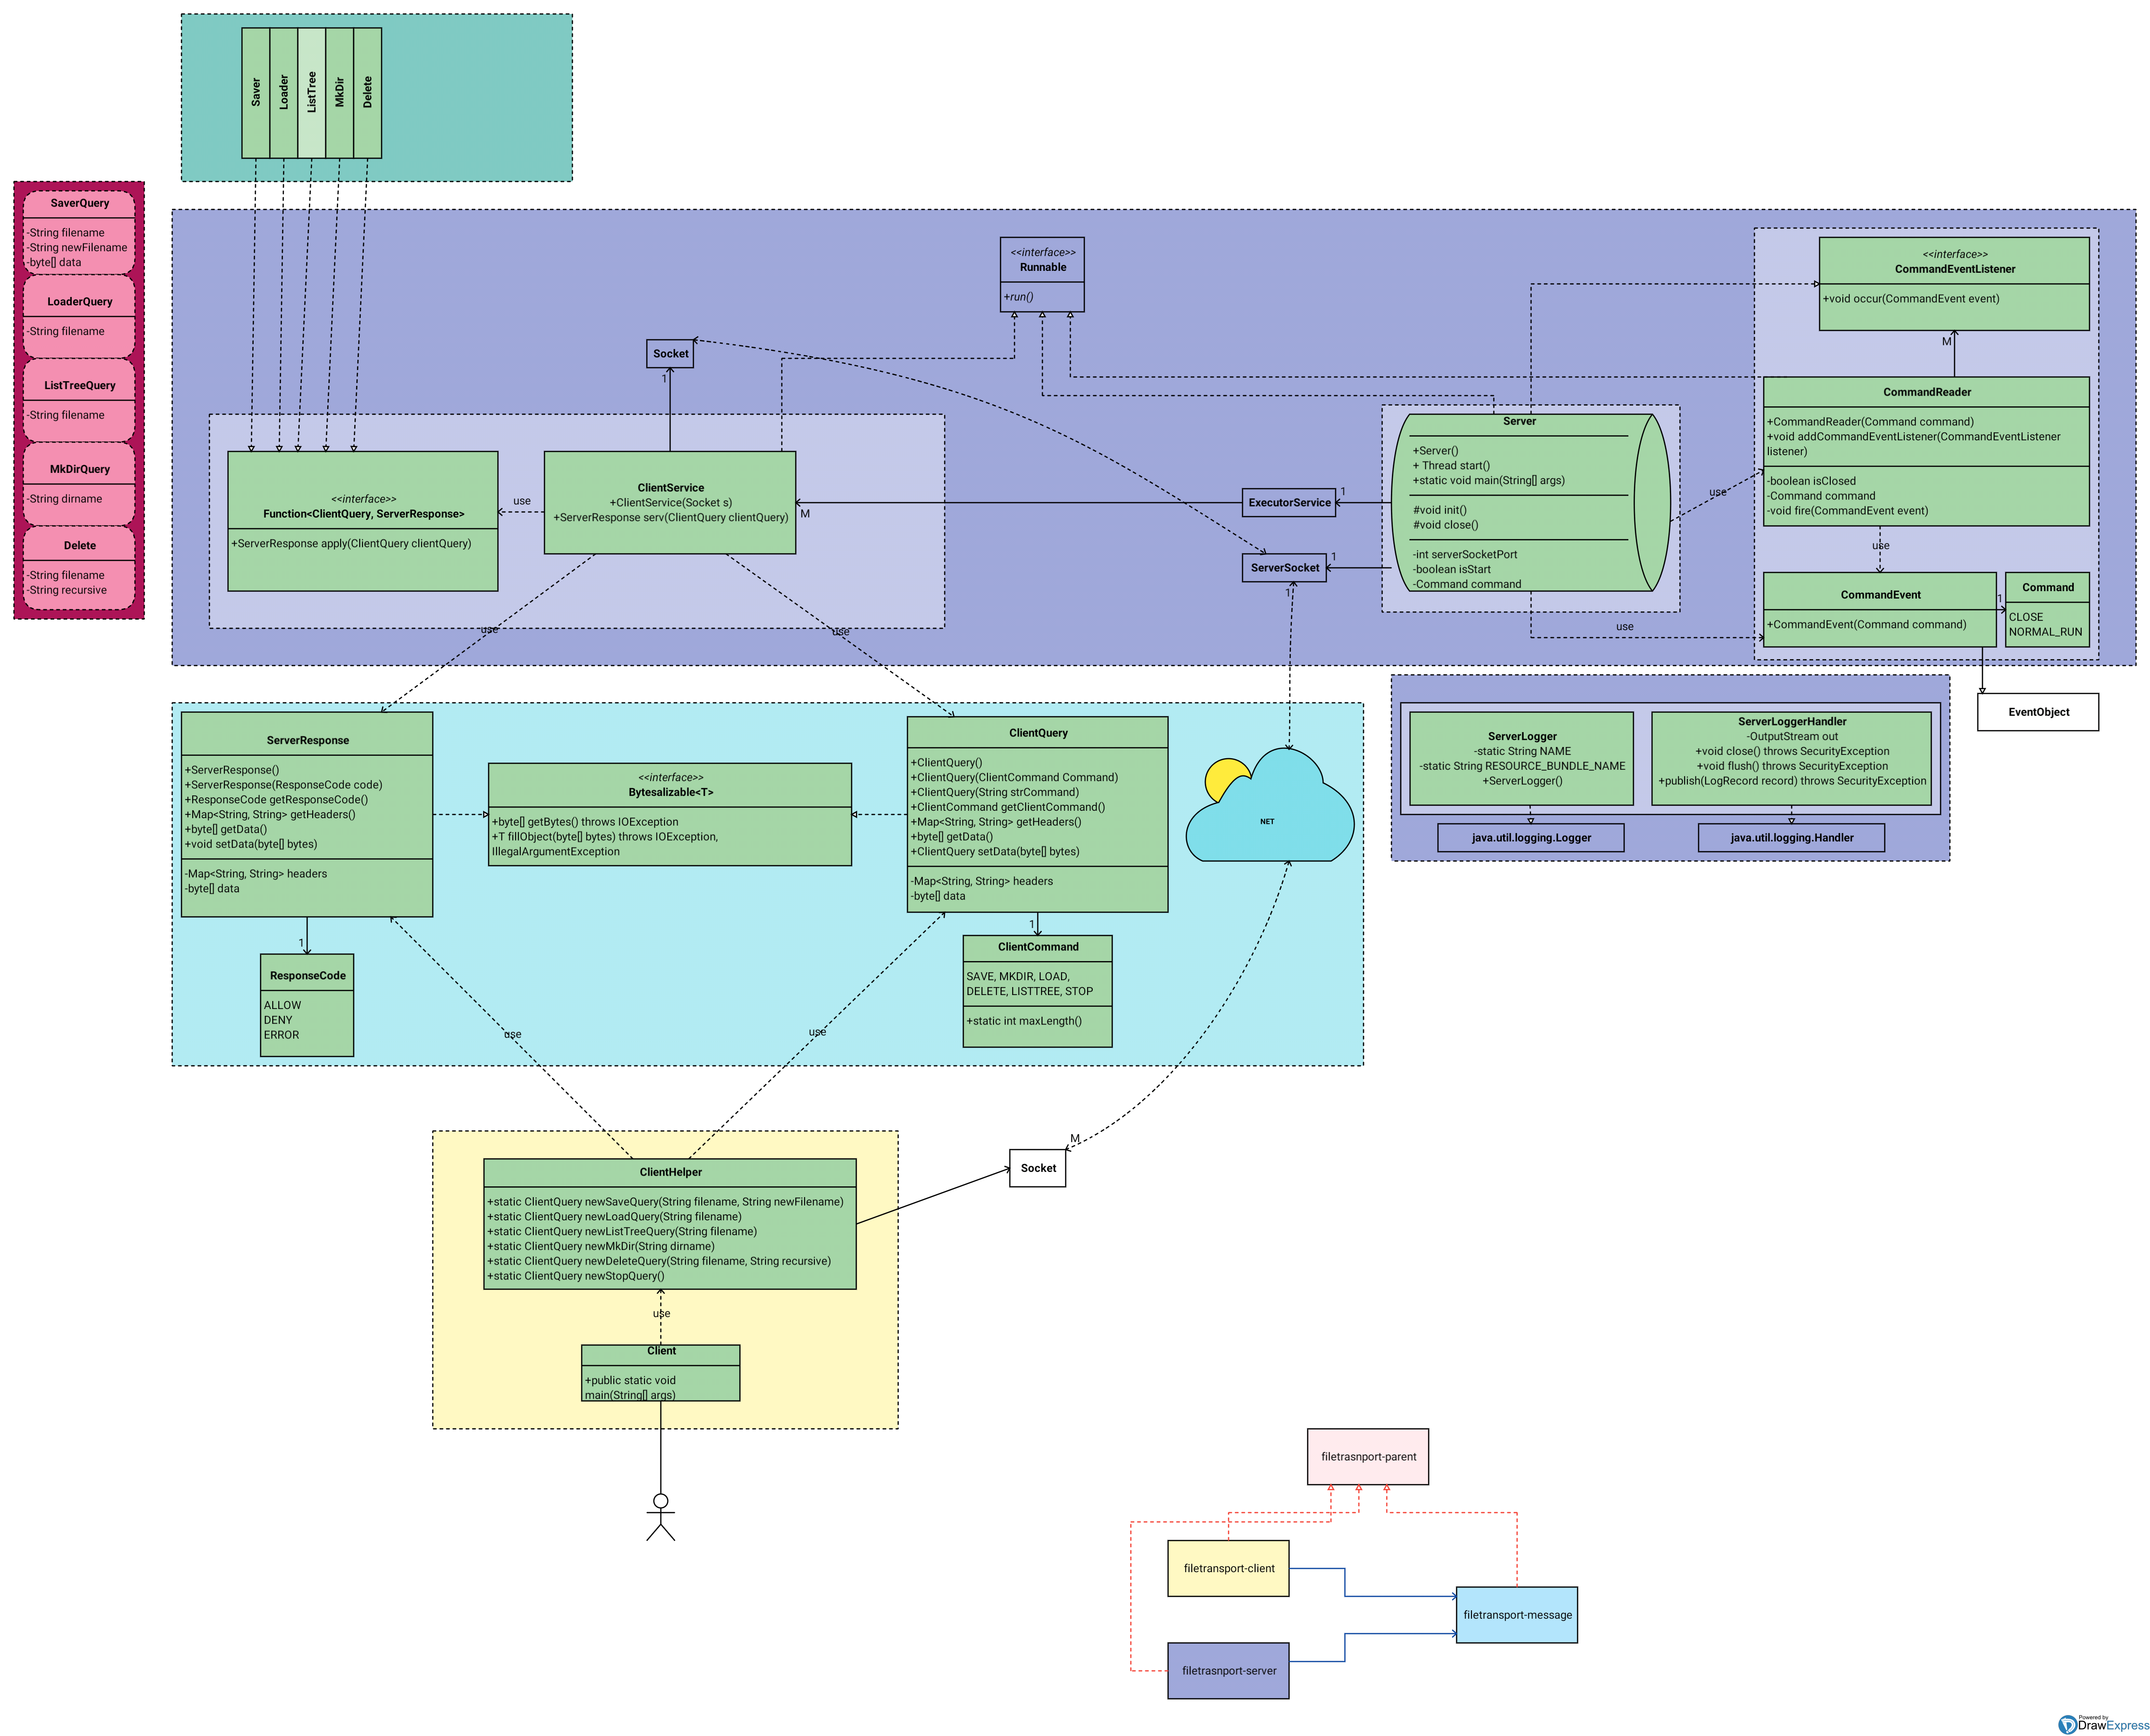 Saver
Loader
ListTree
MkDir
Delete
SaverQuery
-String filename
-String newFilename
-byte[] data
LoaderQuery
-String filename
ListTreeQuery
-String filename
MkDirQuery
-String dirname
Delete
-String filename
-String recursive
<<interface>>
Runnable
+run()
<<interface>>
CommandEventListener
+void occur(CommandEvent event)
M
Socket
1
CommandReader
+CommandReader(Command command)
+void addCommandEventListener(CommandEventListener
listener)
-boolean isClosed
-Command command
-void fire(CommandEvent event)
Server
+Server()
+ Thread start()
+static void main(String[] args)
#void init()
#void close()
-int serverSocketPort
-boolean isStart
-Command command
<<interface>>
Function<ClientQuery, ServerResponse>
+ServerResponse apply(ClientQuery clientQuery)
use
ClientService
+ClientService(Socket s)
+ServerResponse serv(ClientQuery clientQuery)
M
ExecutorService
1
ServerSocket
1
1
use
use
use
CommandEvent
+CommandEvent(Command command)
1
Command
CLOSE
NORMAL_RUN
use
use
EventObject
ServerResponse
+ServerResponse()
+ServerResponse(ResponseCode code)
+ResponseCode getResponseCode()
+Map<String, String> getHeaders()
+byte[] getData()
+void setData(byte[] bytes)
-Map<String, String> headers
-byte[] data
<<interface>>
Bytesalizable<T>
+byte[] getBytes() throws IOException
+T fillObject(byte[] bytes) throws IOException,
IllegalArgumentException
ClientQuery
+ClientQuery()
+ClientQuery(ClientCommand Command)
+ClientQuery(String strCommand)
+ClientCommand getClientCommand()
+Map<String, String> getHeaders()
+byte[] getData()
+ClientQuery setData(byte[] bytes)
-Map<String, String> headers
-byte[] data
NET
ServerLogger
-static String NAME
-static String RESOURCE_BUNDLE_NAME
+ServerLogger()
ServerLoggerHandler
-OutputStream out
+void close() throws SecurityException
+void flush() throws SecurityException
+publish(LogRecord record) throws SecurityException
java.util.logging.Logger
java.util.logging.Handler
1
ResponseCode
ALLOW
DENY
ERROR
1
ClientCommand
SAVE, MKDIR, LOAD,
DELETE, LISTTREE, STOP
+static int maxLength()
use
use
M
Socket
ClientHelper
+static ClientQuery newSaveQuery(String filename, String newFilename)
+static ClientQuery newLoadQuery(String filename)
+static ClientQuery newListTreeQuery(String filename)
+static ClientQuery newMkDir(String dirname)
+static ClientQuery newDeleteQuery(String filename, String recursive)
+static ClientQuery newStopQuery()
use
Client
+public static void
main(String[] args)
filetrasnport-parent
filetransport-client
filetransport-message
filetrasnport-server
Powered by
DrawExpress